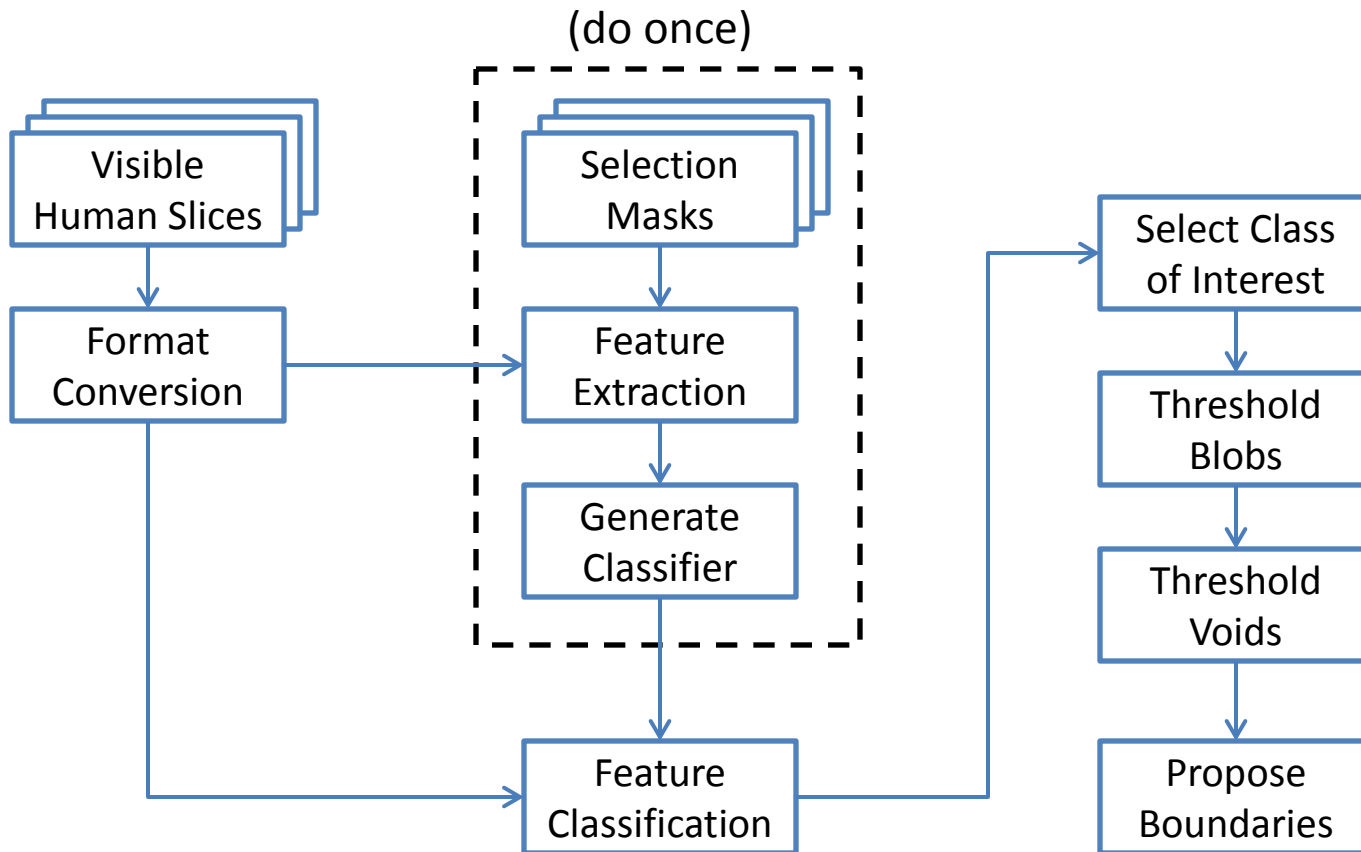 (do once)
Visible
Human Slices
Selection
Masks
Format
Conversion
Feature
Extraction
Generate
Classifier
Feature
Classification
Select Class
of Interest
Threshold
Blobs
Threshold
Voids
Propose
Boundaries